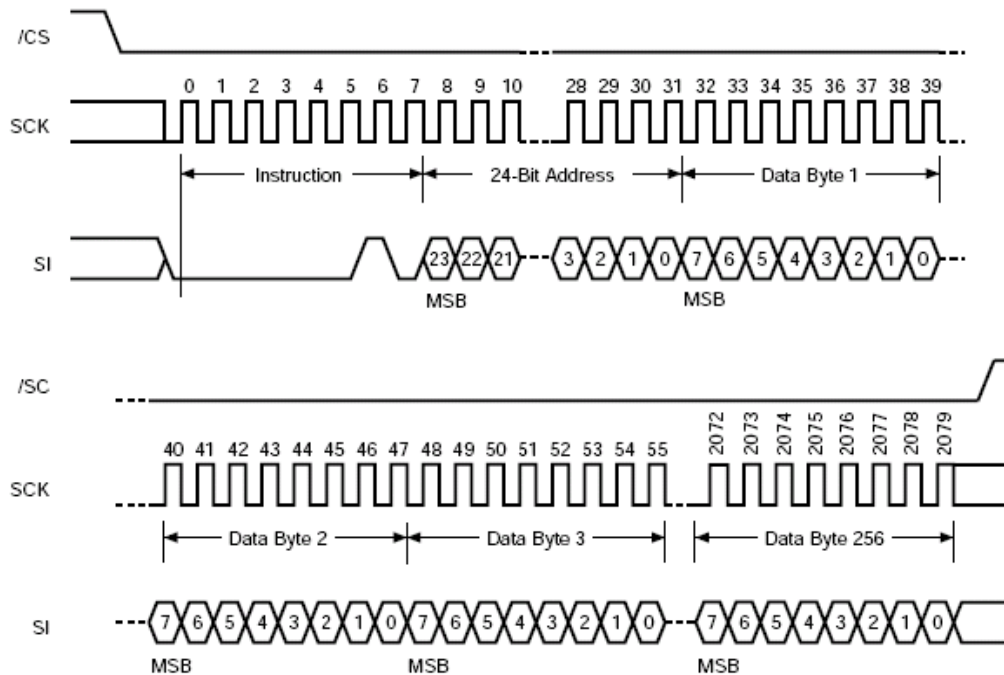 /CS
0 1 2 3 4 5 6 7 8 9 10 28 29 30 31 32 33 34 35 36 37 38 39
SCK
Instruction 24-Bit Address Data Byte 1
SI 23 22 21 3 2 1 0 7 6 5 4 3 2 1 0
MSB MSB
/SC
40 41 42 43 44 45 46 47 48 49 50 51 52 53 54 55 2072 2073 2074 2075 2076 2077 2078 2079
SCK
Data Byte 2 Data Byte 3 Data Byte 256
SI 7 6 5 4 3 2 1 0 7 6 5 4 3 2 1 0 7 6 5 4 3 2 1 0
MSB MSB MSB